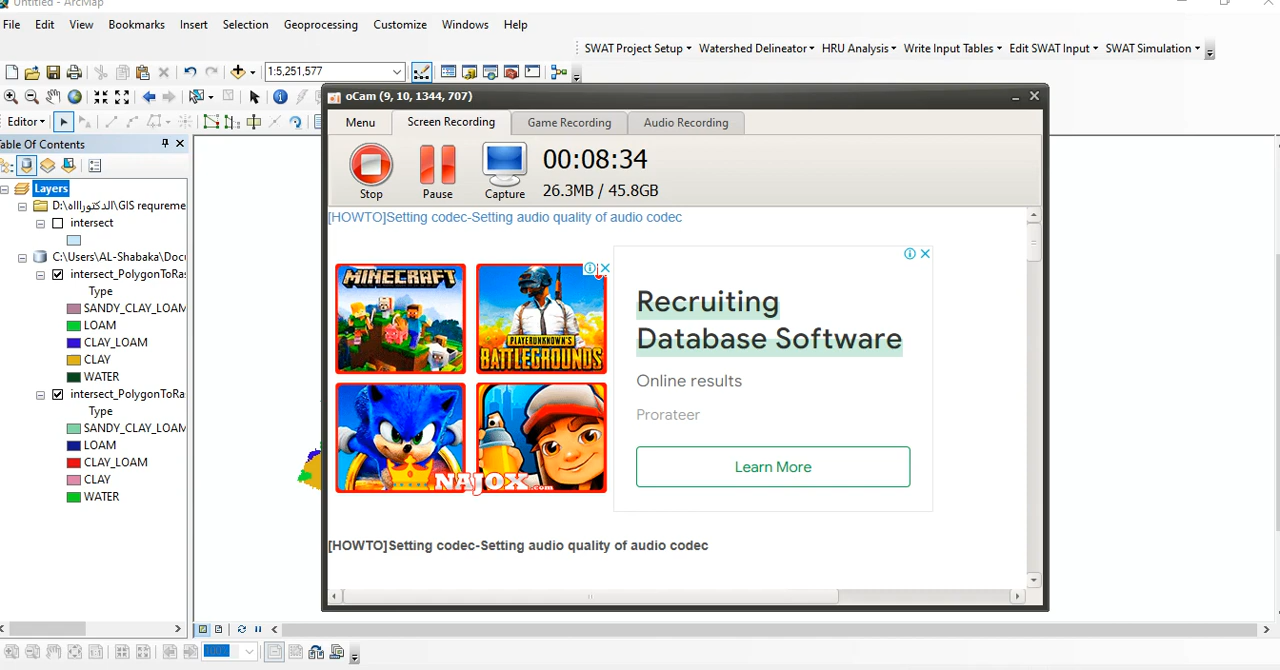 Untitled - ArcMap
File Edit View Bookmarks Insert Selection Geoprocessing Customize Windows Help
SWAT Project Setup Watershed Delineator HRU Analysis Write Input Tables Edit SWAT Input SWAT Simulation
1:5,251,577
Editor
Table Of Contents
Layers
intersect
C:\Users\AL-Shabaka\Docu
intersect_PolygonToRas
Type
SANDY_CLAY_LOAM
LOAM
CLAY_LOAM
CLAY
WATER
intersect_PolygonToRa
Type
SANDY_CLAY_LOAM
LOAM
CLAY_LOAM
CLAY
WATER
oCam (9, 10, 1344, 707)
Menu Screen Recording Game Recording Audio Recording
00:08:34
Stop Pause Capture 26.3MB / 45.8GB
[HOWTO]Setting codec-Setting audio quality of audio codec
MINECRAFT
PLAYERUNKNOWN'S
BATTLEGROUNDS
NAJOX.com
Recruiting
Database Software
Online results
Prorateer
Learn More
[HOWTO]Setting codec-Setting audio quality of audio codec